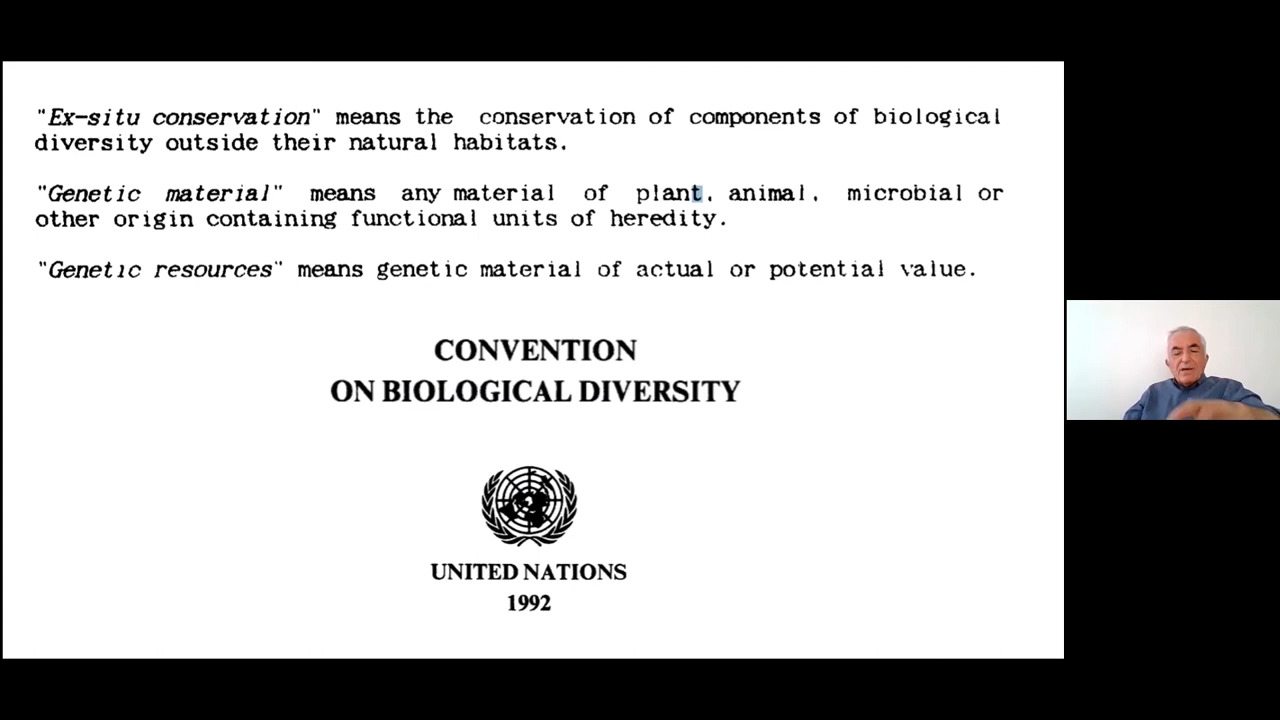 "Ex-situ conservation" means the conservation of components of biological
diversity outside their natural habitats.
"Genetic material" means any material of plant, animal, microbial or
other origin containing functional units of heredity.
"Genetic resources" means genetic material of actual or potential value.
CONVENTION
ON BIOLOGICAL DIVERSITY
UNITED NATIONS
1992